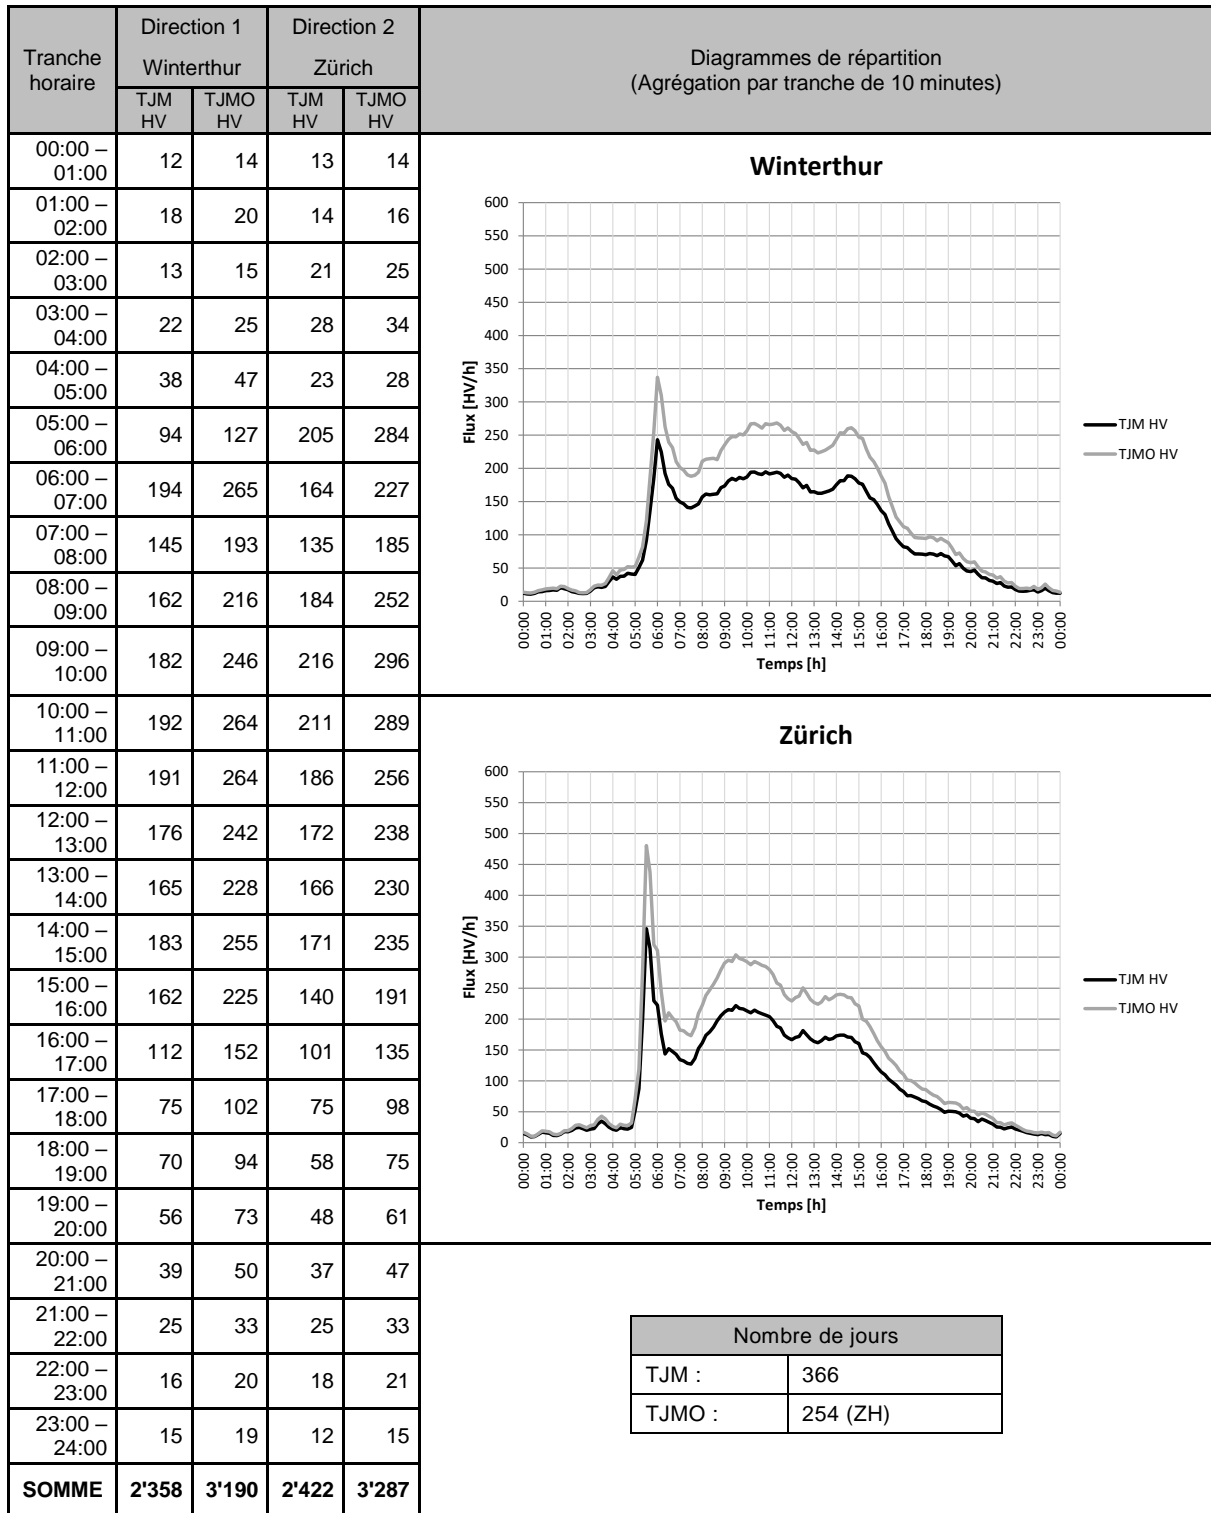 Tranche horaire
Direction 1
Winterthur
Direction 2
Zürich
Diagrammes de répartition
(Agrégation par tranche de 10 minutes)
TJM HV
TJMO HV
TJM HV
TJMO HV
00:00 – 01:00 12 14 13 14
01:00 – 02:00 18 20 14 16
02:00 – 03:00 13 15 21 25
03:00 – 04:00 22 25 28 34
04:00 – 05:00 38 47 23 28
05:00 – 06:00 94 127 205 284
06:00 – 07:00 194 265 164 227
07:00 – 08:00 145 193 135 185
08:00 – 09:00 162 216 184 252
09:00 – 10:00 182 246 216 296
10:00 – 11:00 192 264 211 289
11:00 – 12:00 191 264 186 256
12:00 – 13:00 176 242 172 238
13:00 – 14:00 165 228 166 230
14:00 – 15:00 183 255 171 235
15:00 – 16:00 162 225 140 191
16:00 – 17:00 112 152 101 135
17:00 – 18:00 75 102 75 98
18:00 – 19:00 70 94 58 75
19:00 – 20:00 56 73 48 61
20:00 – 21:00 39 50 37 47
21:00 – 22:00 25 33 25 33
22:00 – 23:00 16 20 18 21
23:00 – 24:00 15 19 12 15
SOMME 2'358 3'190 2'422 3'287
Winterthur
600
550
500
450
400
350
300
250
200
150
100
50
0
Flux [HV/h]
00:00 01:00 02:00 03:00 04:00 05:00 06:00 07:00 08:00 09:00 10:00 11:00 12:00 13:00 14:00 15:00 16:00 17:00 18:00 19:00 20:00 21:00 22:00 23:00 00:00
Temps [h]
TJM HV
TJMO HV
Zürich
600
550
500
450
400
350
300
250
200
150
100
50
0
Flux [HV/h]
00:00 01:00 02:00 03:00 04:00 05:00 06:00 07:00 08:00 09:00 10:00 11:00 12:00 13:00 14:00 15:00 16:00 17:00 18:00 19:00 20:00 21:00 22:00 23:00 00:00
Temps [h]
TJM HV
TJMO HV
Nombre de jours
TJM : 366
TJMO : 254 (ZH)